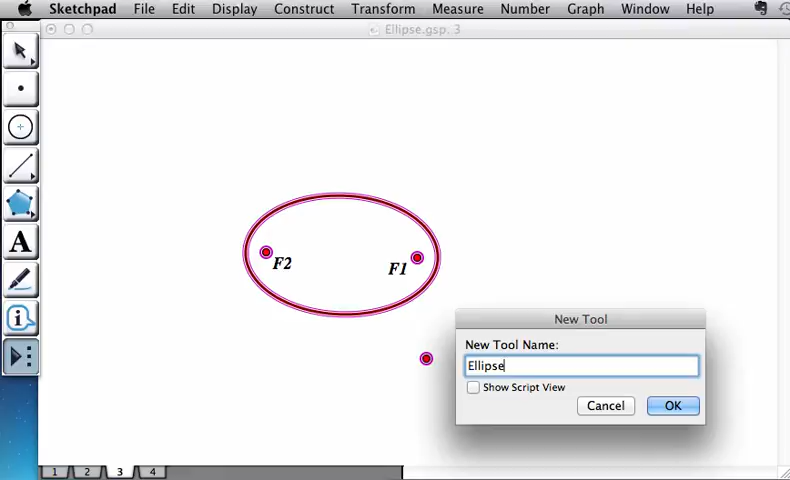 Sketchpad File Edit Display Construct Transform Measure Number Graph Window Help
Ellipse.gsp: 3
A
F2
F1
New Tool
New Tool Name:
Ellipse
Show Script View
Cancel OK
1 2 3 4